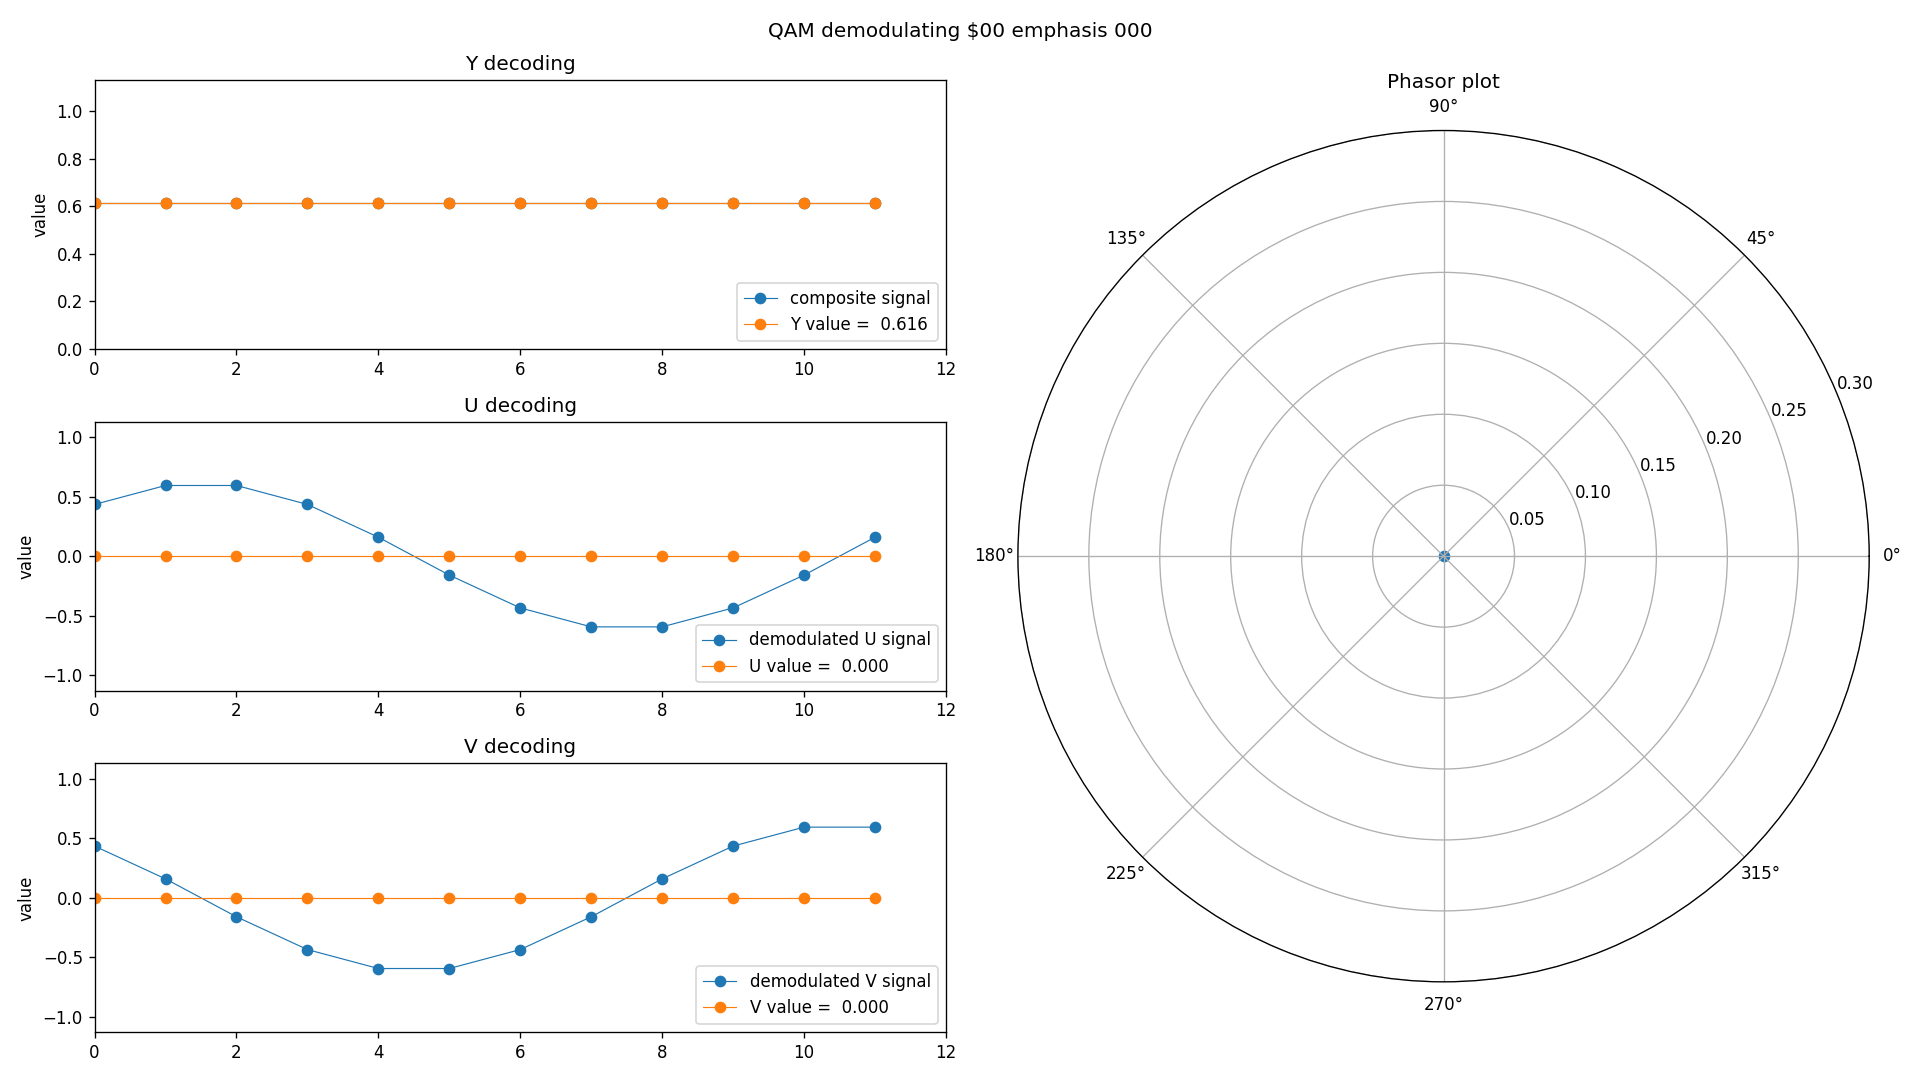 QAM demodulating $00 emphasis 000
Y decoding
value
1.0
0.8
0.6
0.4
0.2
0.0
0 2 4 6 8 10 12
composite signal
Y value =  0.616
U decoding
value
1.0
0.5
0.0
−0.5
−1.0
0 2 4 6 8 10 12
demodulated U signal
U value =  0.000
V decoding
value
1.0
0.5
0.0
−0.5
−1.0
0 2 4 6 8 10 12
demodulated V signal
V value =  0.000
Phasor plot
90°
135°
45°
0.30
0.25
0.20
0.15
0.10
0.05
180°
0°
225°
315°
270°